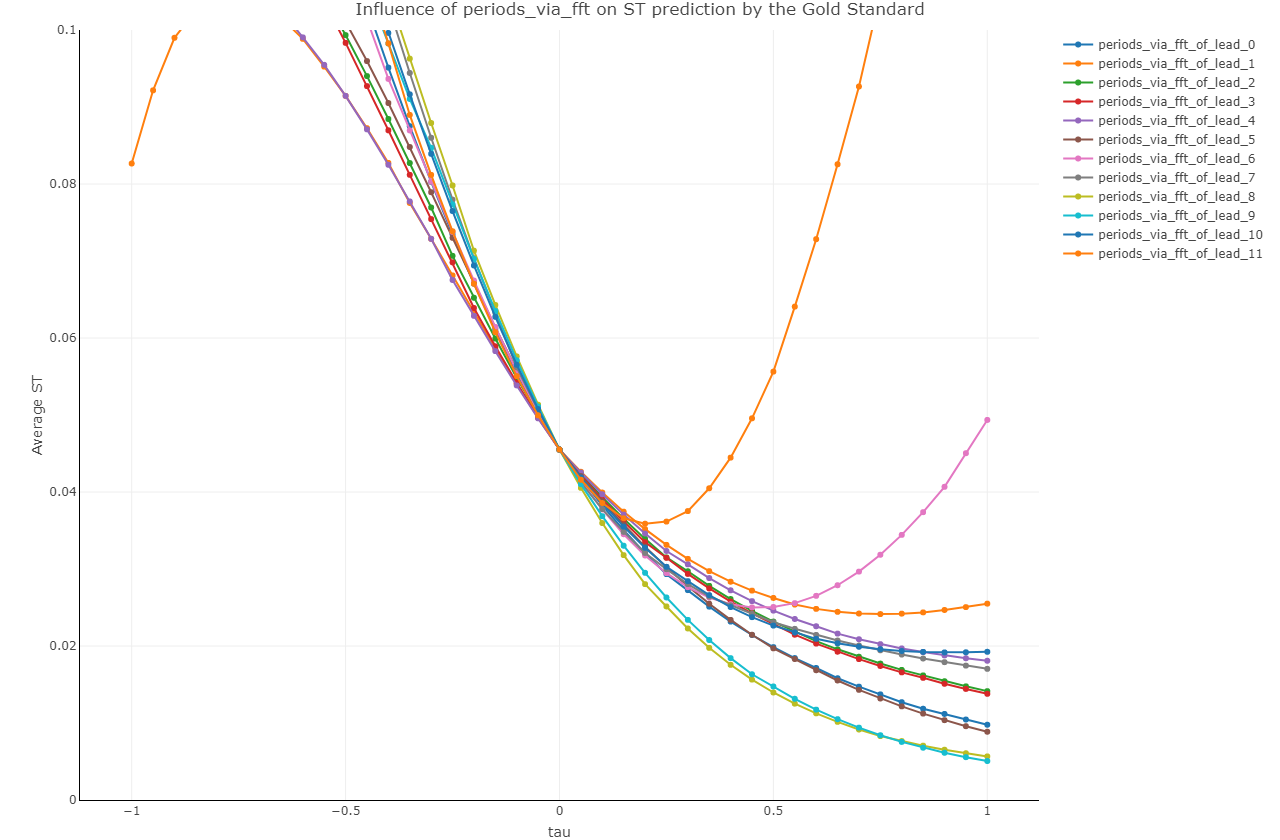 Influence of periods_via_fft on ST prediction by the Gold Standard
0.1
0.08
0.06
0.04
0.02
0
Average ST
−1
−0.5
0
0.5
1
tau
periods_via_fft_of_lead_0
periods_via_fft_of_lead_1
periods_via_fft_of_lead_2
periods_via_fft_of_lead_3
periods_via_fft_of_lead_4
periods_via_fft_of_lead_5
periods_via_fft_of_lead_6
periods_via_fft_of_lead_7
periods_via_fft_of_lead_8
periods_via_fft_of_lead_9
periods_via_fft_of_lead_10
periods_via_fft_of_lead_11